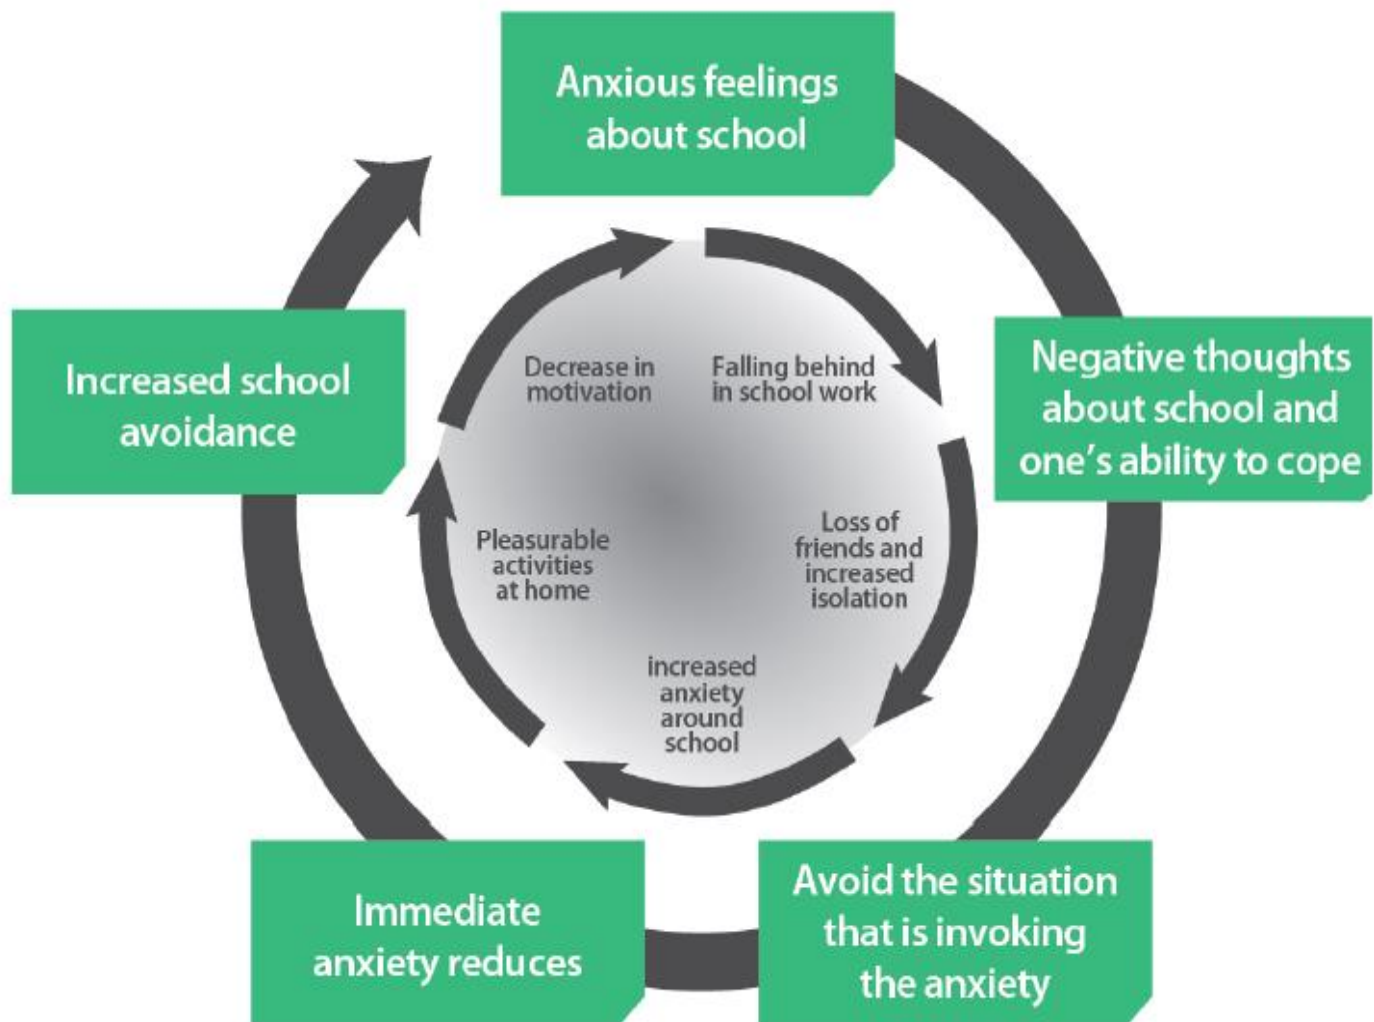 Anxious feelings
about school
Negative thoughts
about school and
one's ability to cope
Avoid the situation
that is invoking
the anxiety
Immediate
anxiety reduces
Increased school
avoidance
Falling behind
in school work
Loss of
friends and
increased
isolation
increased
anxiety
around
school
Pleasurable
activities
at home
Decrease in
motivation